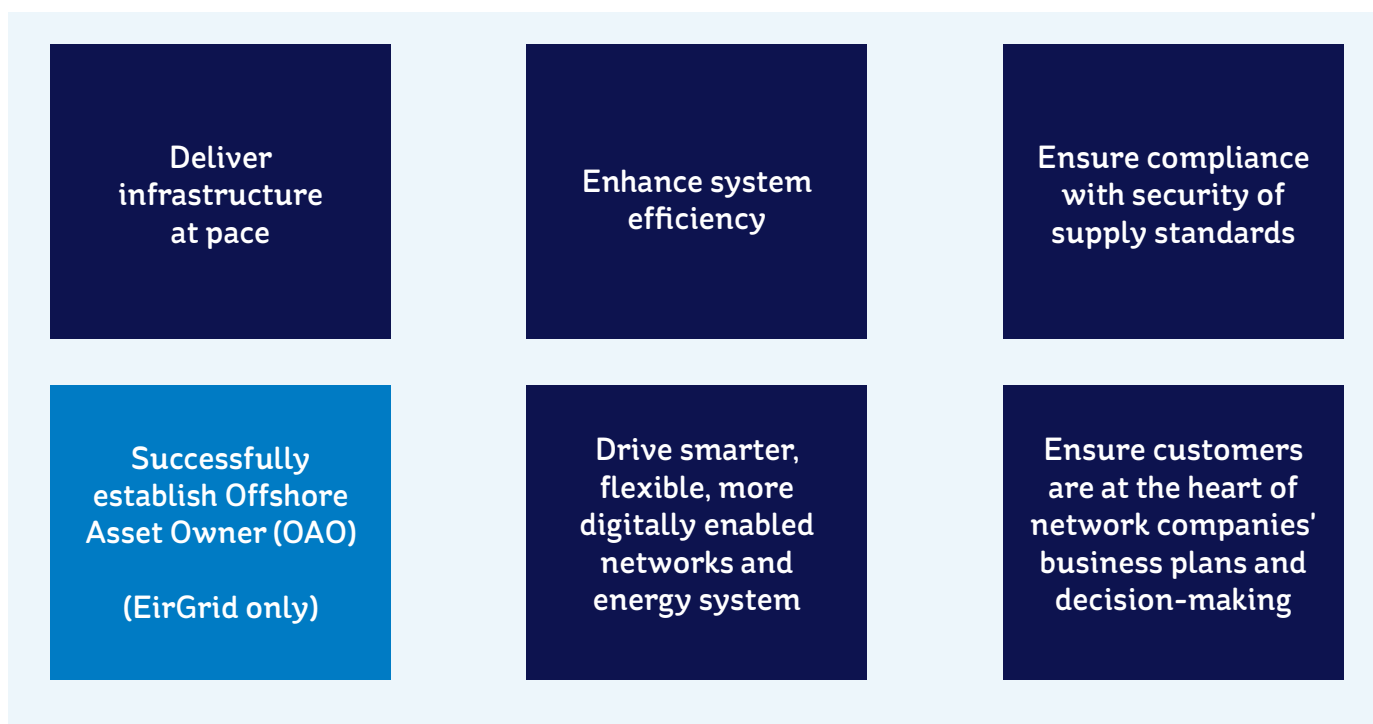 Deliver
infrastructure
at pace
Enhance system
efficiency
Ensure compliance
with security of
supply standards
Successfully
establish Offshore
Asset Owner (OAO)
(EirGrid only)
Drive smarter,
flexible, more
digitally enabled
networks and
energy system
Ensure customers
are at the heart of
network companies'
business plans and
decision-making